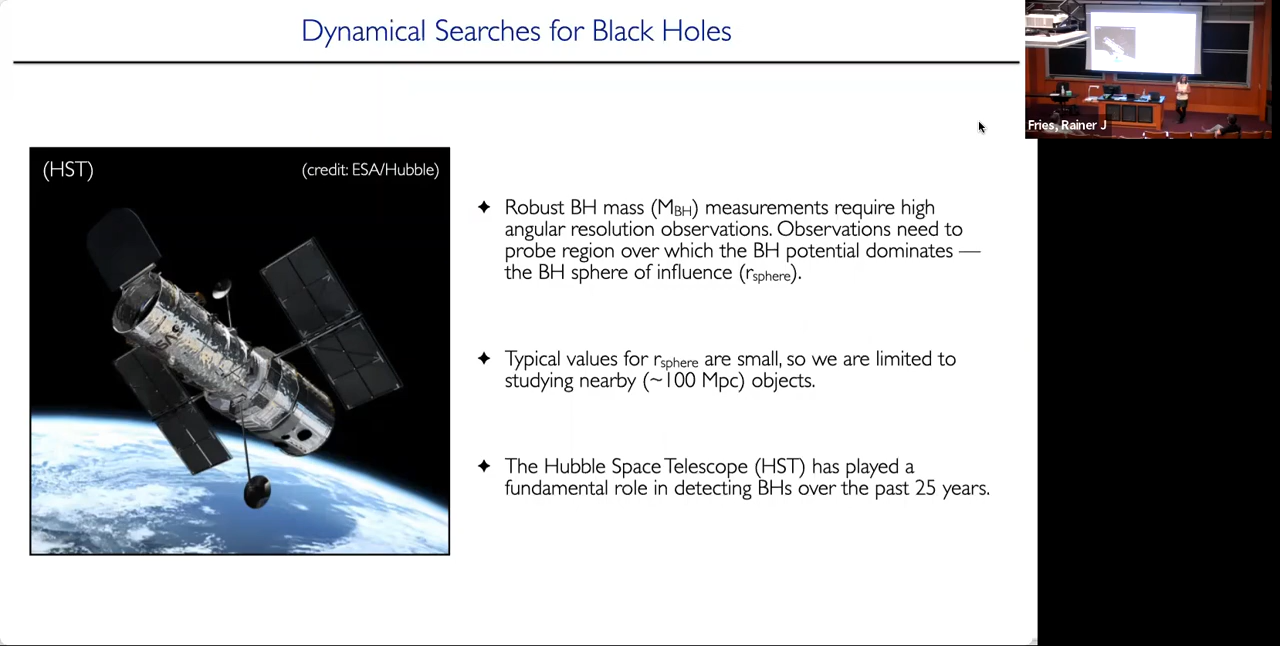 Dynamical Searches for Black Holes
Fries, Rainer J
(HST)
(credit: ESA/Hubble)
✦ Robust BH mass (MBH) measurements require high
angular resolution observations. Observations need to
probe region over which the BH potential dominates —
the BH sphere of influence (rsphere).
✦ Typical values for rsphere are small, so we are limited to
studying nearby (~100 Mpc) objects.
✦ The Hubble Space Telescope (HST) has played a
fundamental role in detecting BHs over the past 25 years.